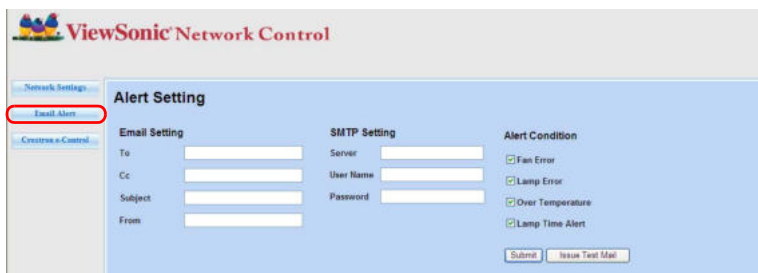 ViewSonic® Network Control
Network Settings
Email Alert
Crestron e-Control
Alert Setting
Email Setting
To
Cc
Subject
From
SMTP Setting
Server
User Name
Password
Alert Condition
Fan Error
Lamp Error
Over Temperature
Lamp Time Alert
Submit
Issue Test Mail